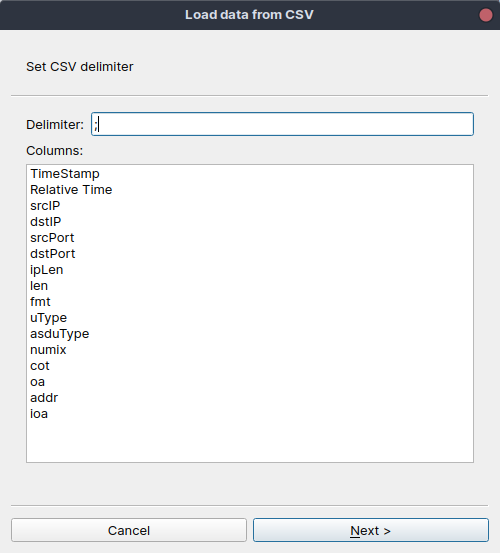 Load data from CSV
Set CSV delimiter
Delimiter: ;
Columns:
TimeStamp
Relative Time
srcIP
dstIP
srcPort
dstPort
ipLen
len
fmt
uType
asduType
numix
cot
oa
addr
ioa
Cancel Next >